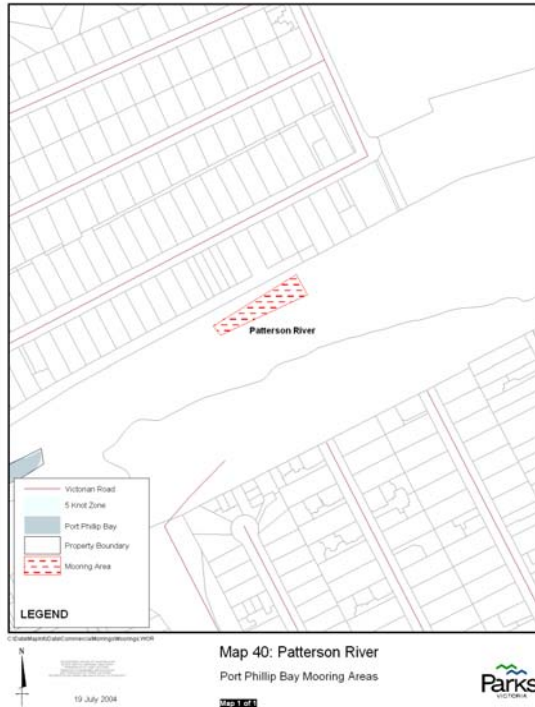 Patterson River
Victorian Road
5 Knot Zone
Port Phillip Bay
Property Boundary
Mooring Area
LEGEND
N
19 July 2004
Map 40: Patterson River
Port Phillip Bay Mooring Areas
Map 1 of 1
Parks
VICTORIA